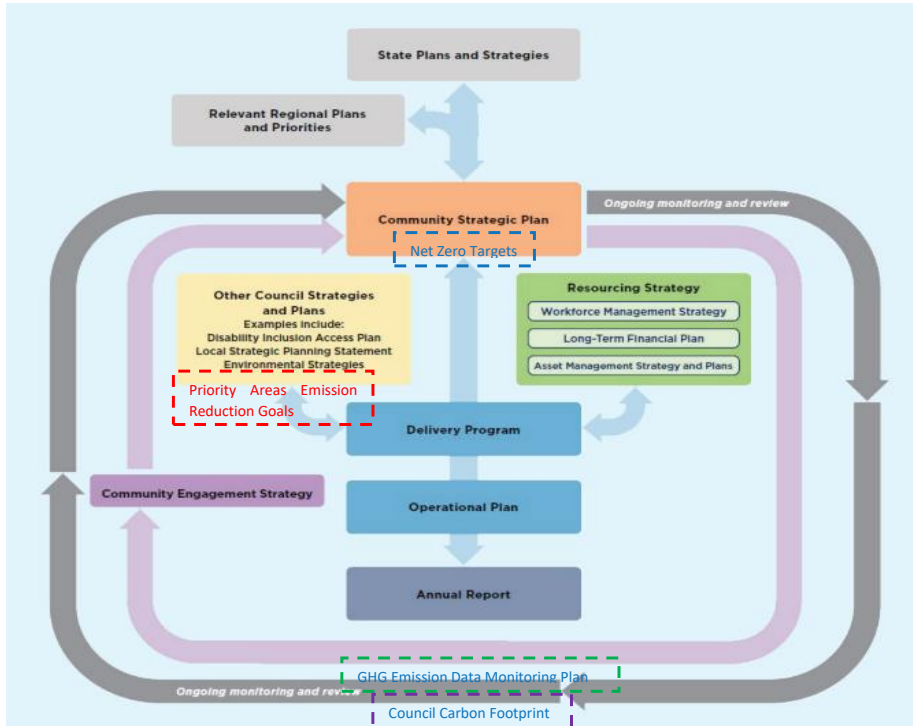 State Plans and Strategies
Relevant Regional Plans
and Priorities
Community Strategic Plan
Ongoing monitoring and review
Net Zero Targets
Other Council Strategies
and Plans
Examples include:
Disability Inclusion Access Plan
Local Strategic Planning Statement
Environmental Strategies
Resourcing Strategy
Workforce Management Strategy
Long-Term Financial Plan
Asset Management Strategy and Plans
Priority Areas Emission
Reduction Goals
Delivery Program
Community Engagement Strategy
Operational Plan
Annual Report
GHG Emission Data Monitoring Plan
Ongoing monitoring and review
Council Carbon Footprint